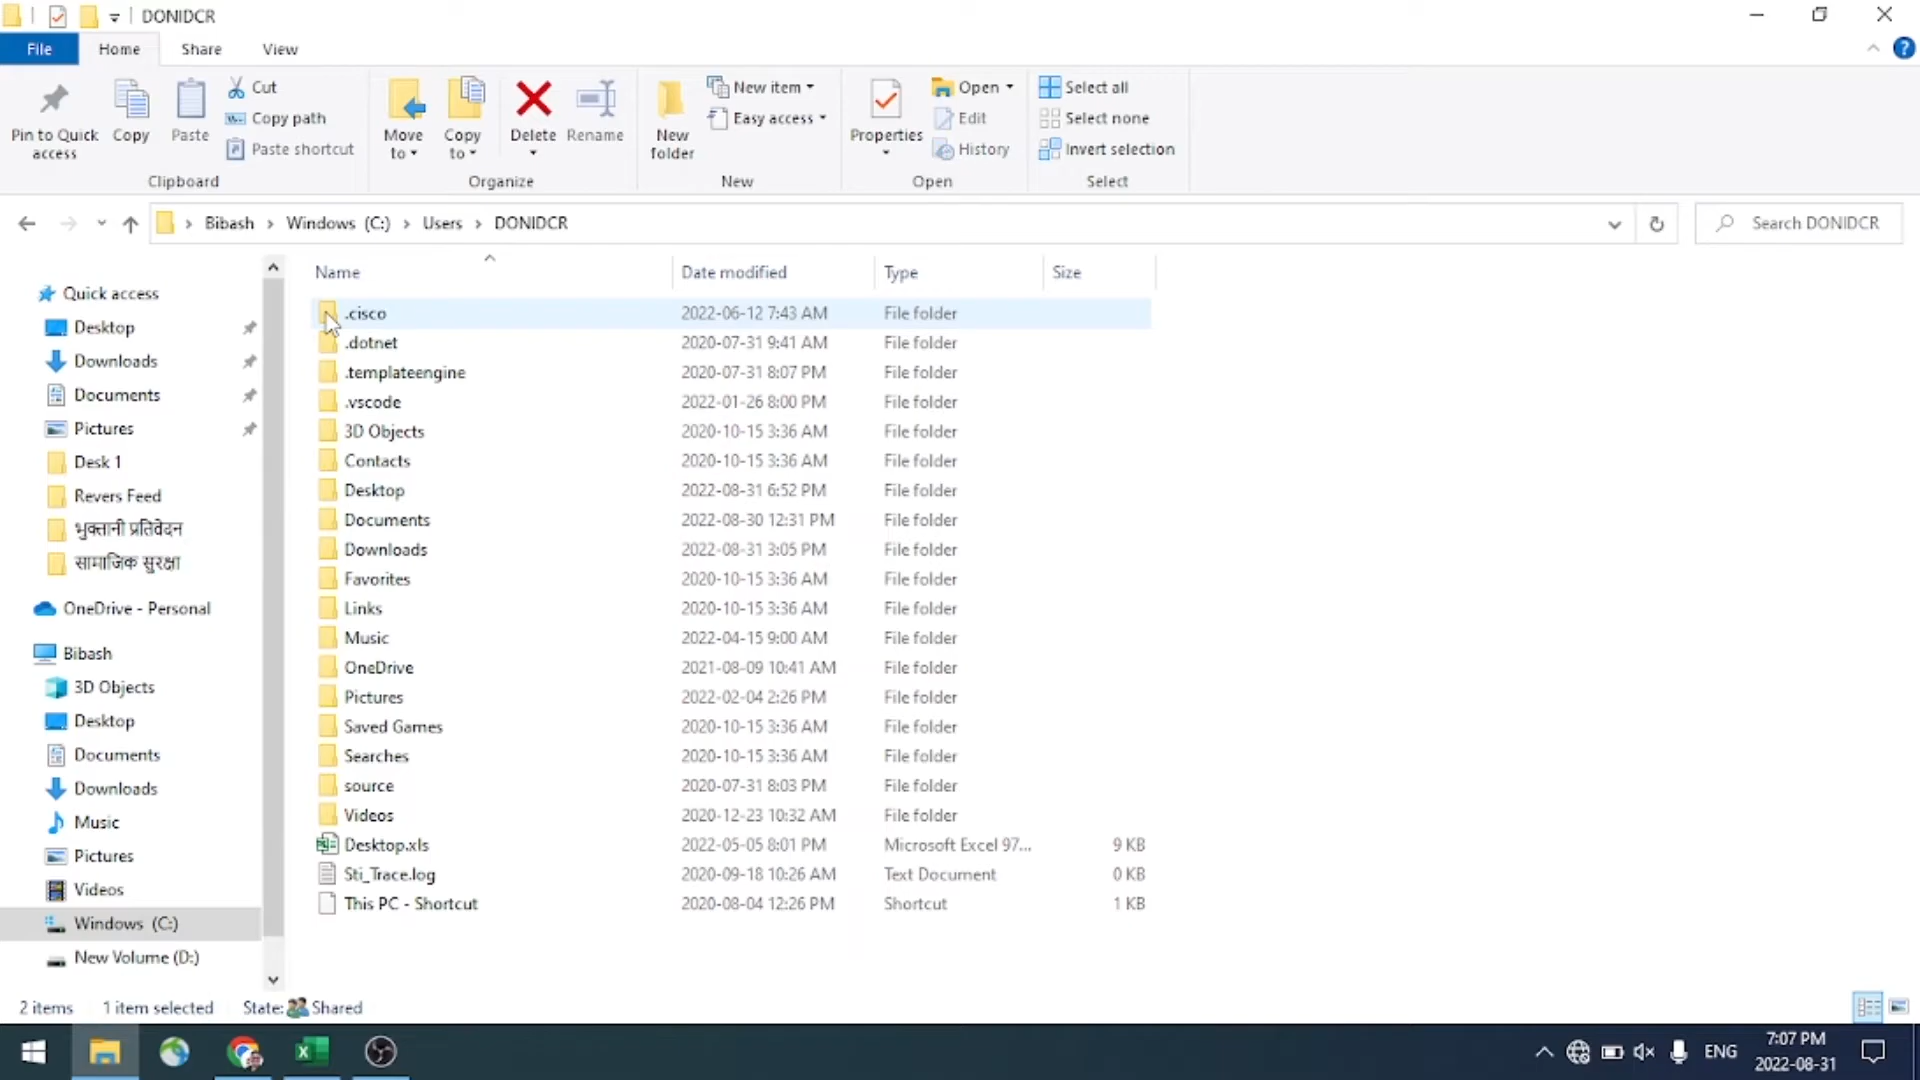 DONIDCR
File Home Share View
Pin to Quick access
Copy
Paste
Cut
Copy path
Paste shortcut
Clipboard
Move to
Copy to
Delete
Rename
Organize
New folder
New item
Easy access
New
Properties
Open
Edit
History
Open
Select all
Select none
Invert selection
Select
Bibash › Windows (C:) › Users › DONIDCR
Search DONIDCR
Quick access
Desktop
Downloads
Documents
Pictures
Desk 1
Revers Feed
भुक्तानी प्रतिवेदन
सामाजिक सुरक्षा
OneDrive - Personal
Bibash
3D Objects
Desktop
Documents
Downloads
Music
Pictures
Videos
Windows (C:)
New Volume (D:)
Name Date modified Type Size
.cisco 2022-06-12 7:43 AM File folder
.dotnet 2020-07-31 9:41 AM File folder
.templateengine 2020-07-31 8:07 PM File folder
.vscode 2022-01-26 8:00 PM File folder
3D Objects 2020-10-15 3:36 AM File folder
Contacts 2020-10-15 3:36 AM File folder
Desktop 2022-08-31 6:52 PM File folder
Documents 2022-08-30 12:31 PM File folder
Downloads 2022-08-31 3:05 PM File folder
Favorites 2020-10-15 3:36 AM File folder
Links 2020-10-15 3:36 AM File folder
Music 2022-04-15 9:00 AM File folder
OneDrive 2021-08-09 10:41 AM File folder
Pictures 2022-02-04 2:26 PM File folder
Saved Games 2020-10-15 3:36 AM File folder
Searches 2020-10-15 3:36 AM File folder
source 2020-07-31 8:03 PM File folder
Videos 2020-12-23 10:32 AM File folder
Desktop.xls 2022-05-05 8:01 PM Microsoft Excel 97... 9 KB
Sti_Trace.log 2020-09-18 10:26 AM Text Document 0 KB
This PC - Shortcut 2020-08-04 12:26 PM Shortcut 1 KB
2 items 1 item selected State: Shared
ENG
7:07 PM
2022-08-31